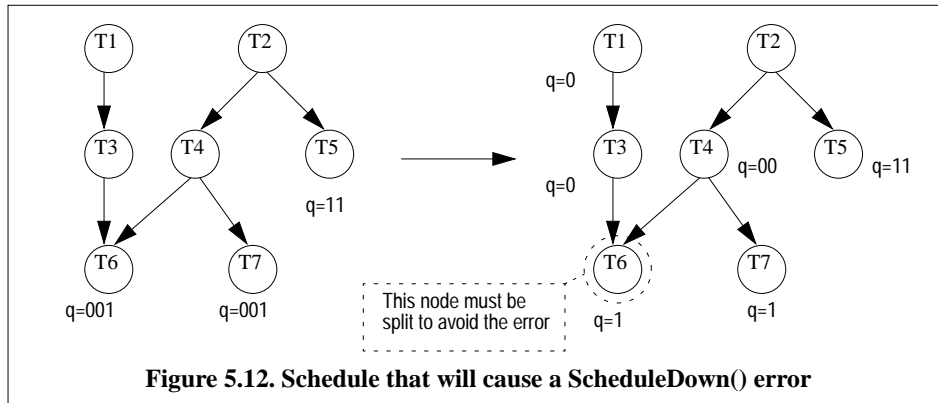 T1
T2
T1
T2
q=0
T3
T4
T5
T3
T4
T5
q=11
q=0
q=00
q=11
T6
T7
T6
T7
q=001
q=001
This node must be
split to avoid the error
q=1
q=1
Figure 5.12. Schedule that will cause a ScheduleDown() error